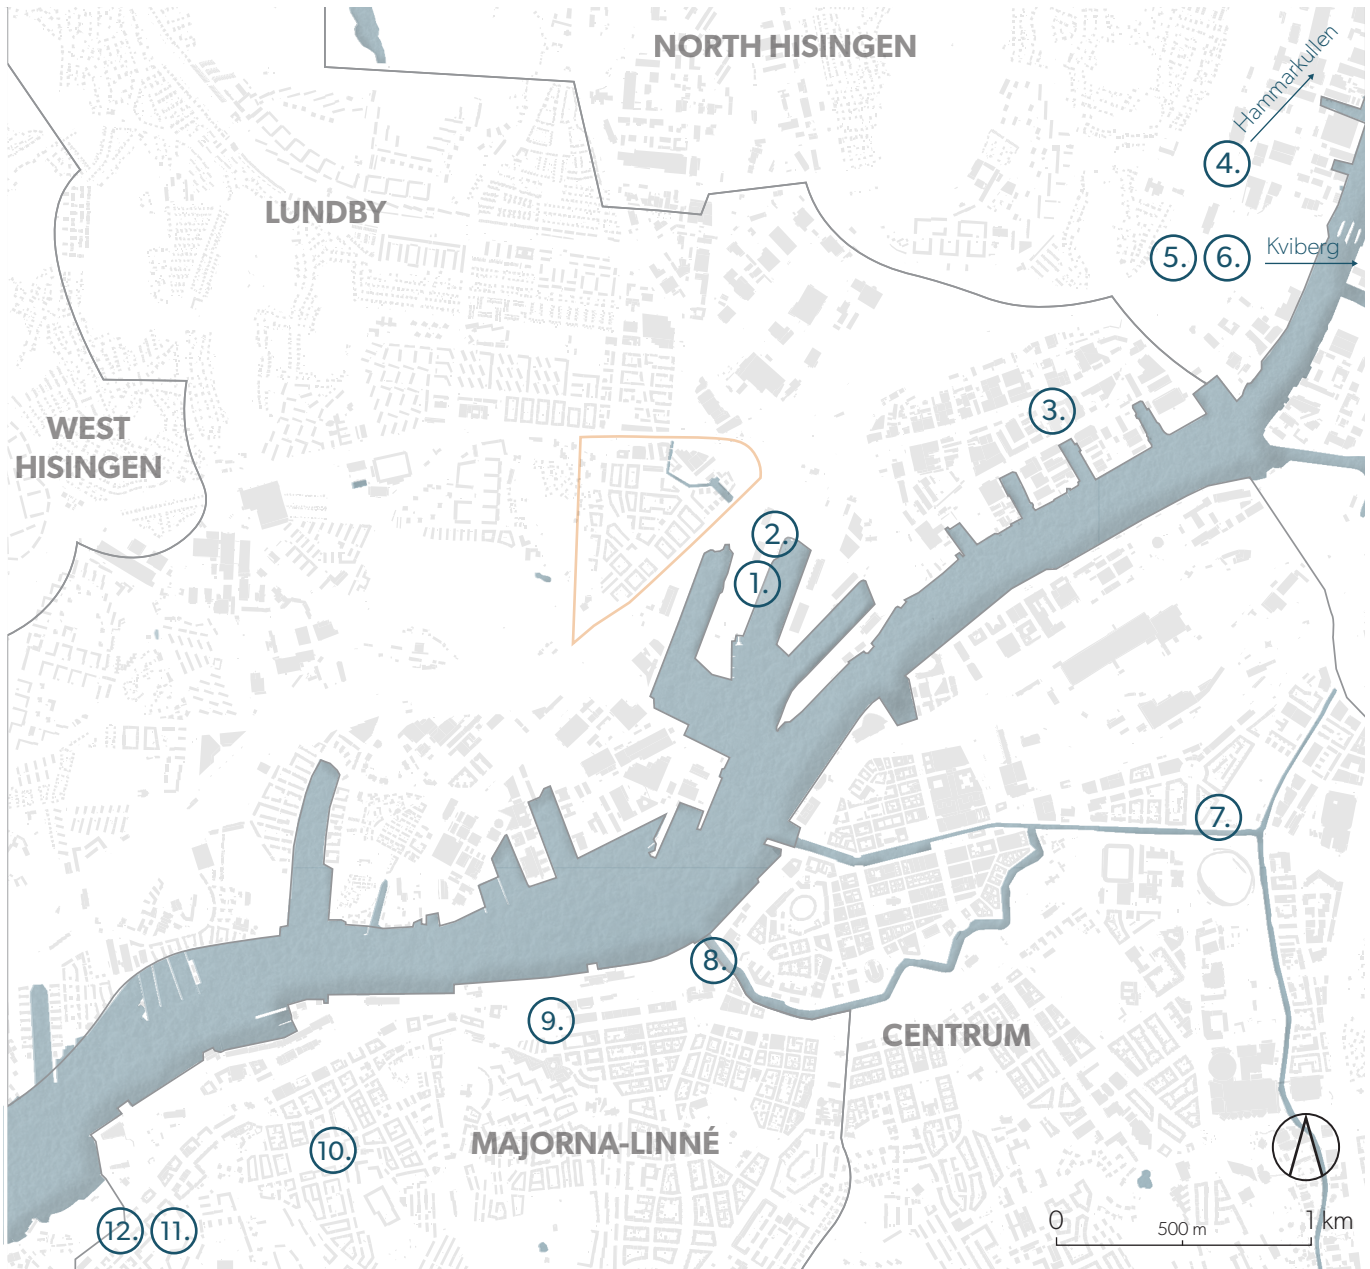 NORTH HISINGEN
Hammarkullen
4.
LUNDBY
5.
6.
Kviberg
3.
WEST
HISINGEN
2.
1.
7.
8.
9.
CENTRUM
MAJORNA-LINNÉ
10.
12.
11.
0
500 m
1 km